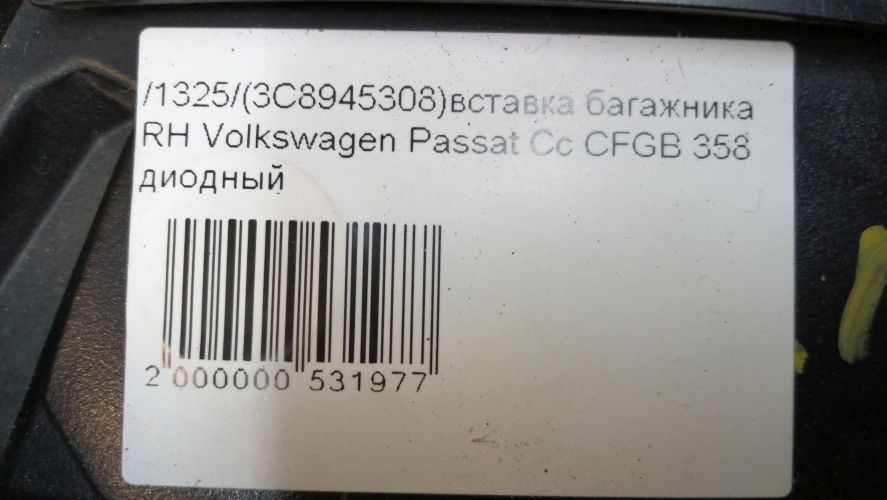 /1325/(3C8945308)вставка багажника
RH Volkswagen Passat Cc CFGB 358
диодный
2 000000 531977